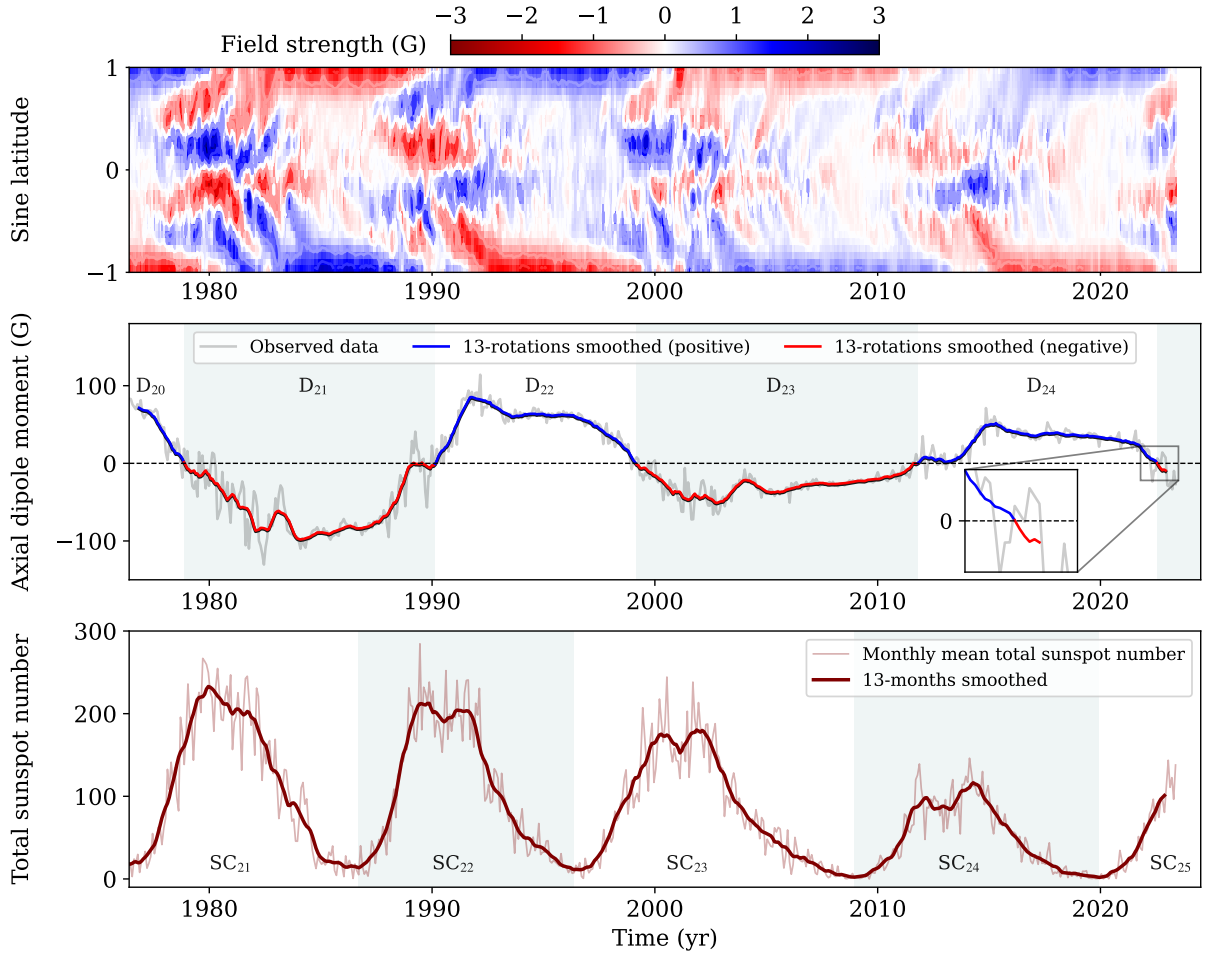 −3 −2 −1 0 1 2 3
Field strength (G)
1
0
−1
Sine latitude
1980 1990 2000 2010 2020
Observed data 13-rotations smoothed (positive) 13-rotations smoothed (negative)
D20 D21 D22 D23 D24
100
0
−100
Axial dipole moment (G)
0
1980 1990 2000 2010 2020
300
200
100
0
Total sunspot number
Monthly mean total sunspot number
13-months smoothed
SC21 SC22 SC23 SC24 SC25
1980 1990 2000 2010 2020
Time (yr)